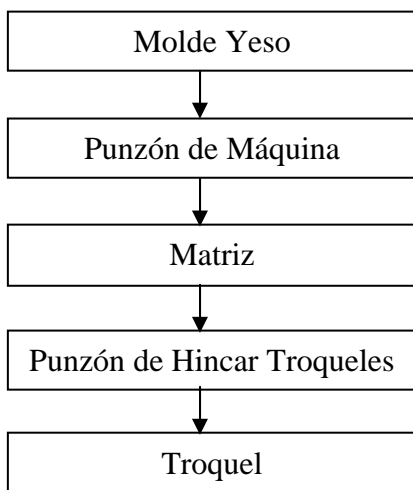 Molde Yeso
Punzón de Máquina
Matriz
Punzón de Hincar Troqueles
Troquel